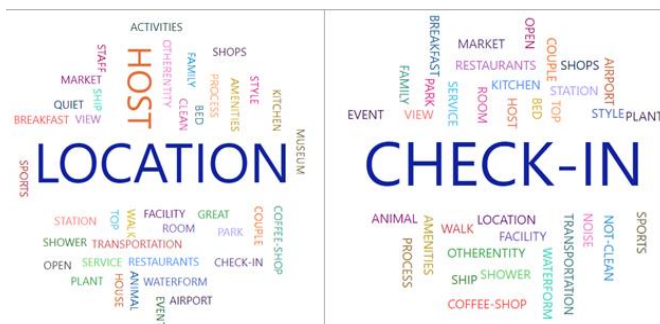 ACTIVITIES
STAFF
HOST
OTHERENTITY
FAMILY
SHOPS
MARKET
SHIP
CLEAN
BED
PROCESS
AMENITIES
STYLE
KITCHEN
QUIET
BREAKFAST
VIEW
MUSEUM
SPORTS
LOCATION
STATION
TOP
WALK
FACILITY
GREAT
ROOM
PARK
COUPLE
COFFEE-SHOP
SHOWER
TRANSPORTATION
OPEN
SERVICE
RESTAURANTS
CHECK-IN
PLANT
HOUSE
ANIMAL
WATERFORM
EVENT
AIRPORT
BREAKFAST
MARKET
OPEN
COUPLE
FAMILY
PARK
RESTAURANTS
SHOPS
AIRPORT
SERVICE
ROOM
KITCHEN
STATION
EVENT
VIEW
HOST
BED
TOP
STYLE
PLANT
CHECK-IN
ANIMAL
AMENITIES
WALK
LOCATION
FACILITY
TRANSPORTATION
NOISE
NOT-CLEAN
SPORTS
PROCESS
OTHERENTITY
WATERFORM
SHIP
SHOWER
COFFEE-SHOP